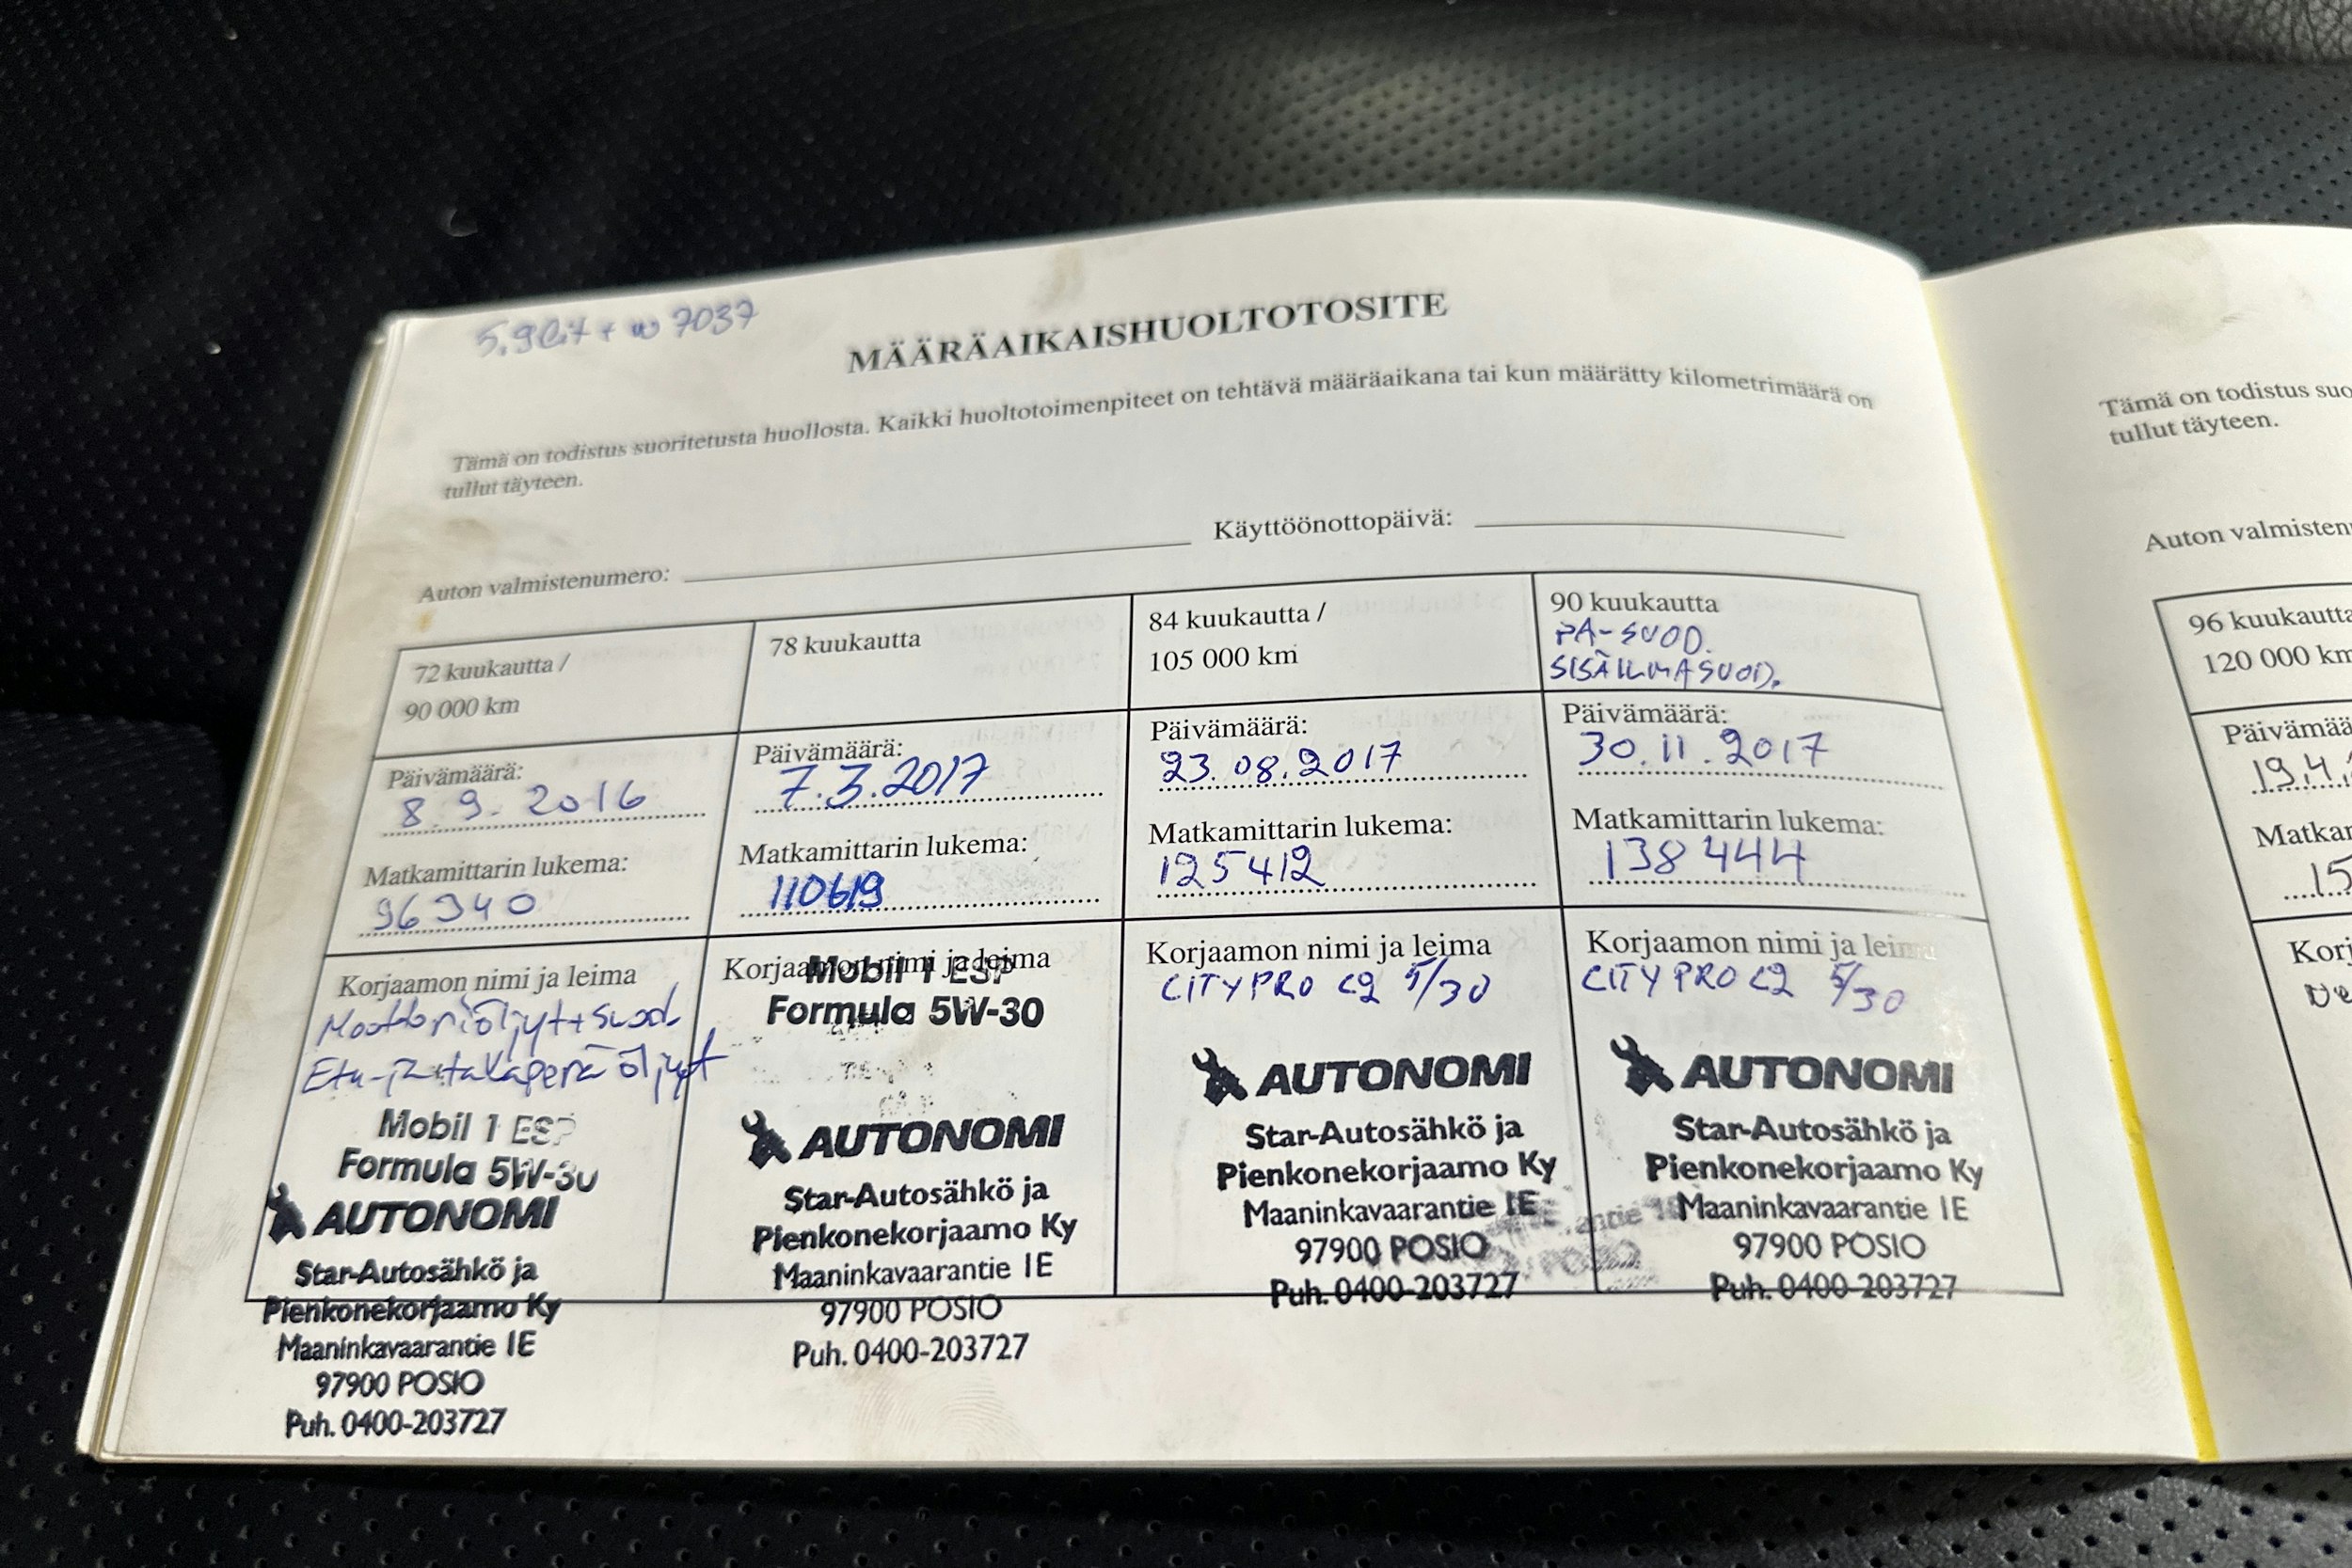 5.9 lit + w 7037
MÄÄRÄAIKAISHUOLTOTOSITE
Tämä on todistus suoritetusta huollosta. Kaikki huoltotoimenpiteet on tehtävä määräaikana tai kun määrätty kilometrimäärä on
tullut täyteen.
Auton valmistenumero:
Käyttöönottopäivä:
72 kuukautta /
90 000 km
Päivämäärä:
8.9.2016
Matkamittarin lukema:
96340
Korjaamon nimi ja leima
Moottoriöljyt+suod.
Etu- ja takaperä öljyt
Mobil 1 ESP
Formula 5W-30
AUTONOMI
Star-Autosähkö ja
Pienkonekorjaamo Ky
Maaninkavaarantie 1E
97900 POSIO
Puh. 0400-203727
78 kuukautta
Päivämäärä:
7.3.2017
Matkamittarin lukema:
110619
Korjaamon nimi ja leima
Mobil 1 ESP
Formula 5W-30
AUTONOMI
Star-Autosähkö ja
Pienkonekorjaamo Ky
Maaninkavaarantie 1E
97900 POSIO
Puh. 0400-203727
84 kuukautta /
105 000 km
Päivämäärä:
23.08.2017
Matkamittarin lukema:
125412
Korjaamon nimi ja leima
CITYPRO C2 5/30
AUTONOMI
Star-Autosähkö ja
Pienkonekorjaamo Ky
Maaninkavaarantie 1E
97900 POSIO
Puh. 0400-203727
90 kuukautta
PA-SUOD.
SISÄILMASUOD.
Päivämäärä:
30.11.2017
Matkamittarin lukema:
138444
Korjaamon nimi ja leima
CITYPRO C2 5/30
AUTONOMI
Star-Autosähkö ja
Pienkonekorjaamo Ky
Maaninkavaarantie 1E
97900 POSIO
Puh. 0400-203727
Tämä on todistus suo
tullut täyteen.
Auton valmisten
96 kuukautta
120 000 km
Päivämää
19.4.
Matkam
15
Korj